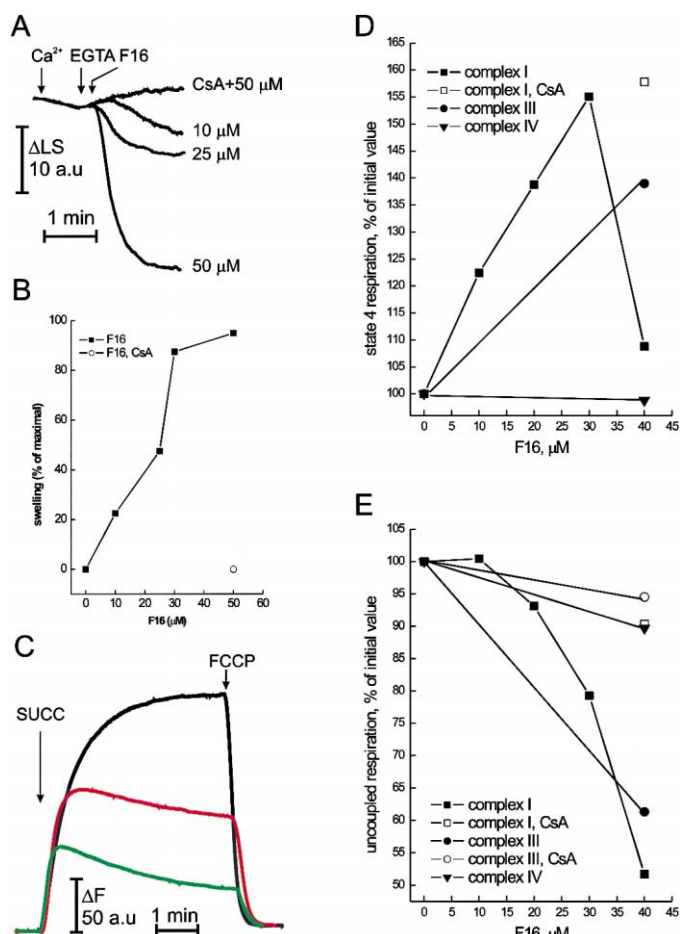 A
Ca²⁺ EGTA F16
CsA+50 µM
10 µM
25 µM
50 µM
ΔLS
10 a.u
1 min
B
swelling (% of maximal)
100
80
60
40
20
0
F16
F16, CsA
0 10 20 30 40 50 60
F16 (µM)
C
SUCC
FCCP
ΔF
50 a.u
1 min
D
state 4 respiration, % of initial value
165
160
155
150
145
140
135
130
125
120
115
110
105
100
complex I
complex I, CsA
complex III
complex IV
0 5 10 15 20 25 30 35 40 45
F16, µM
E
uncoupled respiration, % of initial value
105
100
95
90
85
80
75
70
65
60
55
50
complex I
complex I, CsA
complex III
complex III, CsA
complex IV
0 5 10 15 20 25 30 35 40 45
F16, µM